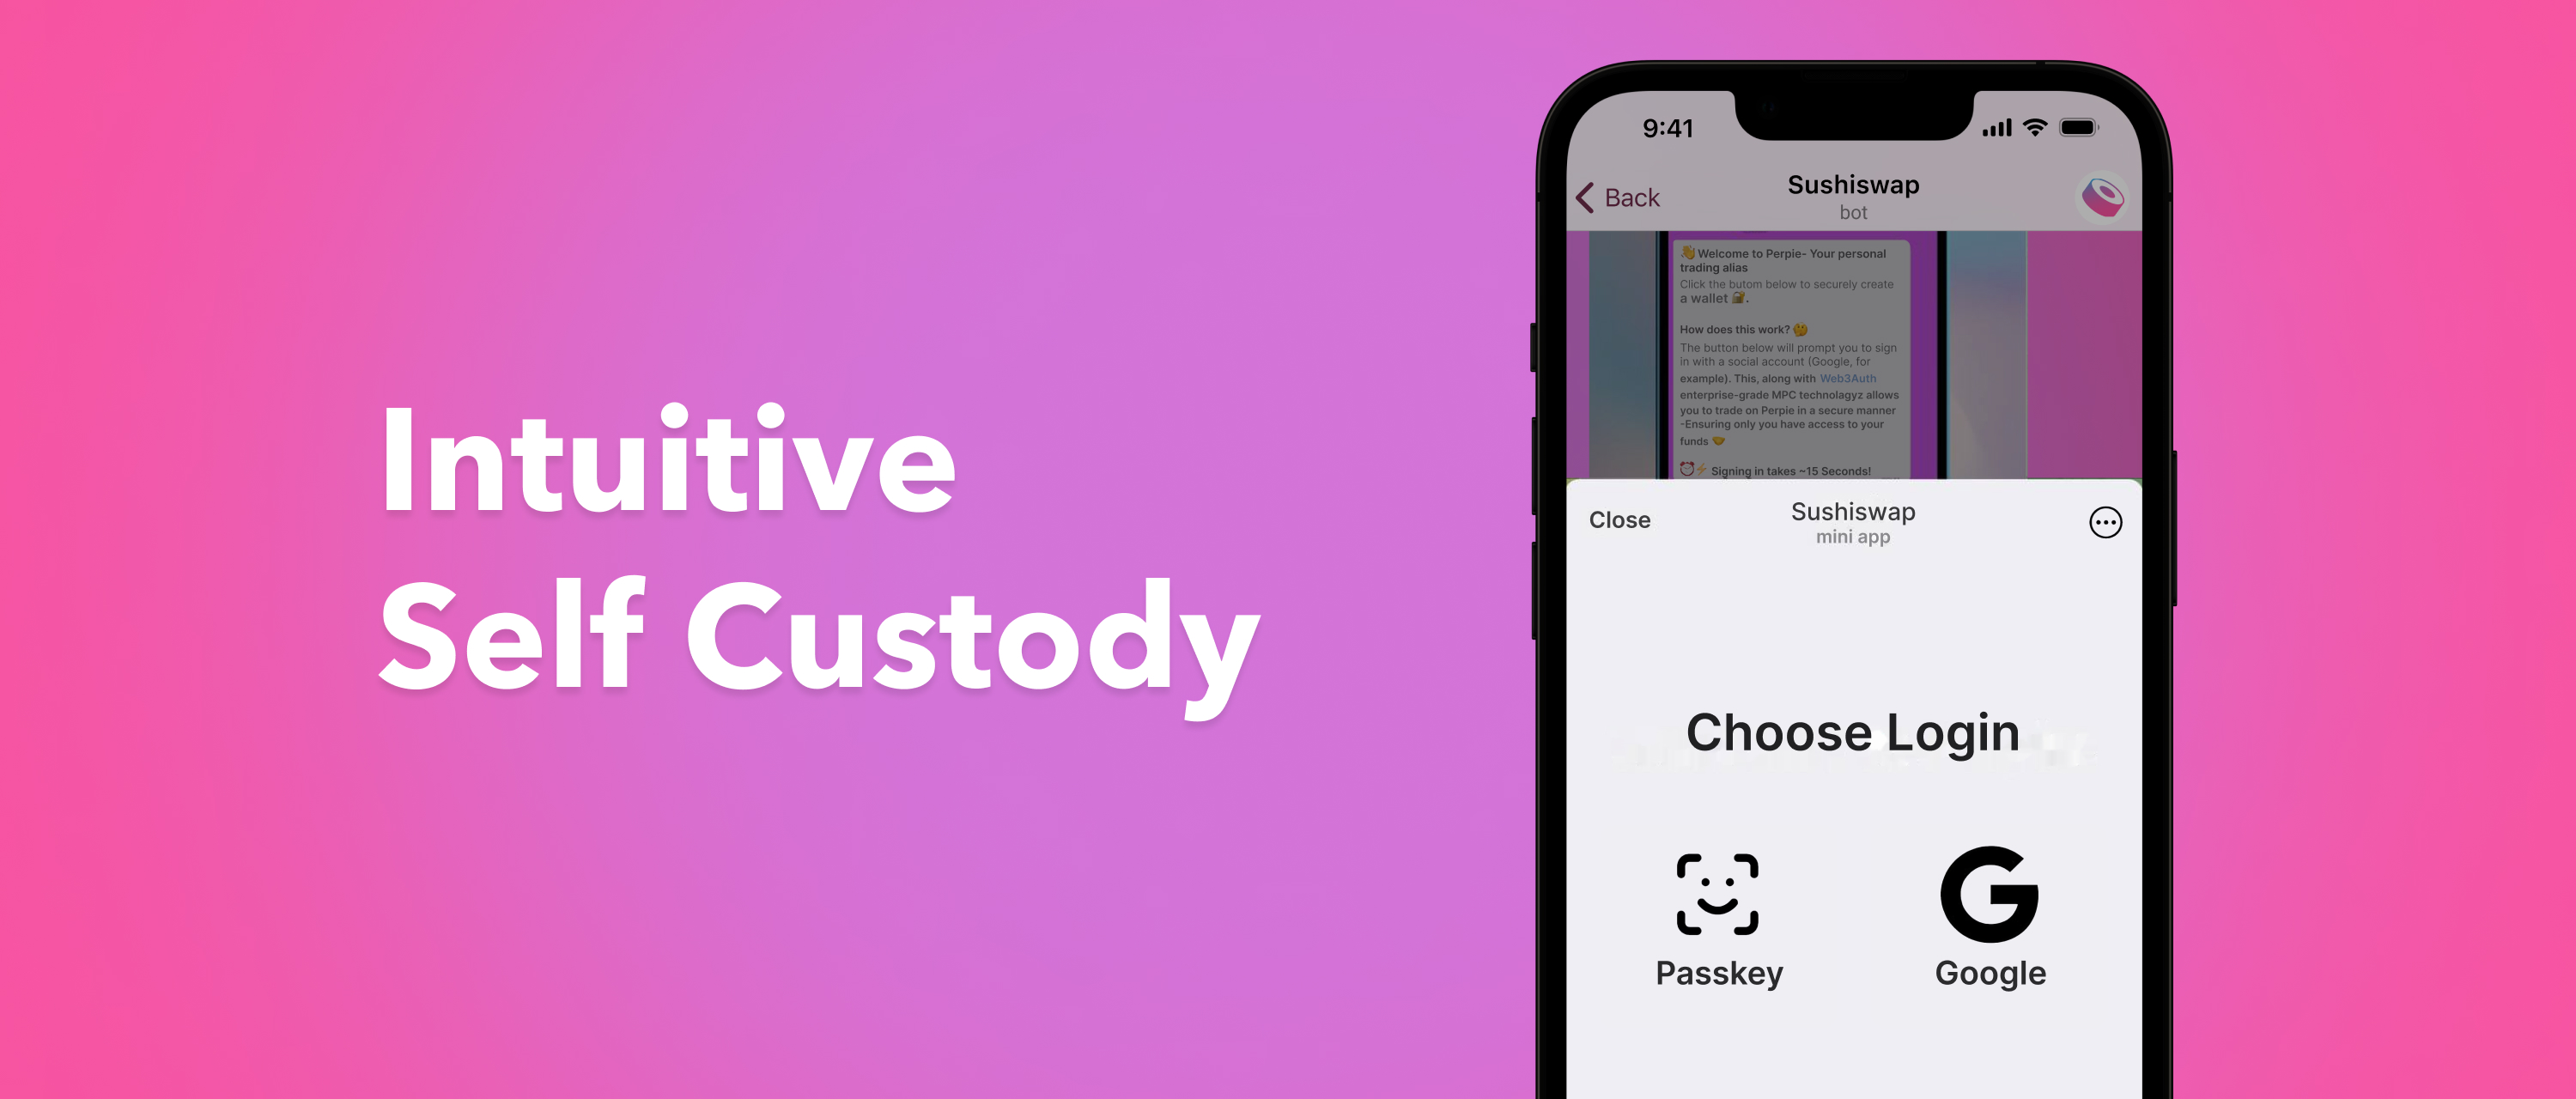 Intuitive
Self Custody
9:41
Back
Sushiswap
bot
👋 Welcome to Perpie- Your personal
trading alias
Click the butom below to securely create
a wallet 🔐.
How does this work? 🤔
The button below will prompt you to sign
in with a social account (Google, for
example). This, along with Web3Auth
enterprise-grade MPC technolagyz allows
you to trade on Perpie in a secure manner
-Ensuring only you have access to your
funds 🤝
⏰⚡ Signing in takes ~15 Seconds!
Close
Sushiswap
mini app
Choose Login
Passkey
Google